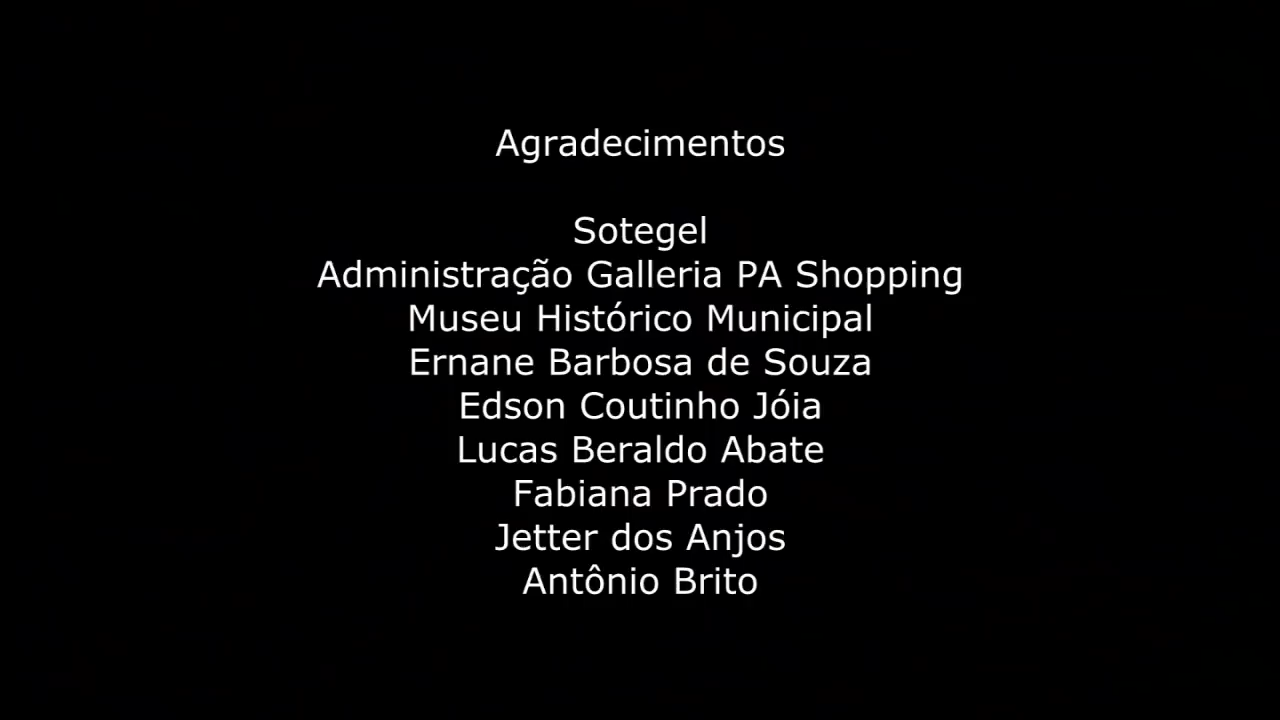 Agradecimentos
Sotegel
Administração Galleria PA Shopping
Museu Histórico Municipal
Ernane Barbosa de Souza
Edson Coutinho Jóia
Lucas Beraldo Abate
Fabiana Prado
Jetter dos Anjos
Antônio Brito